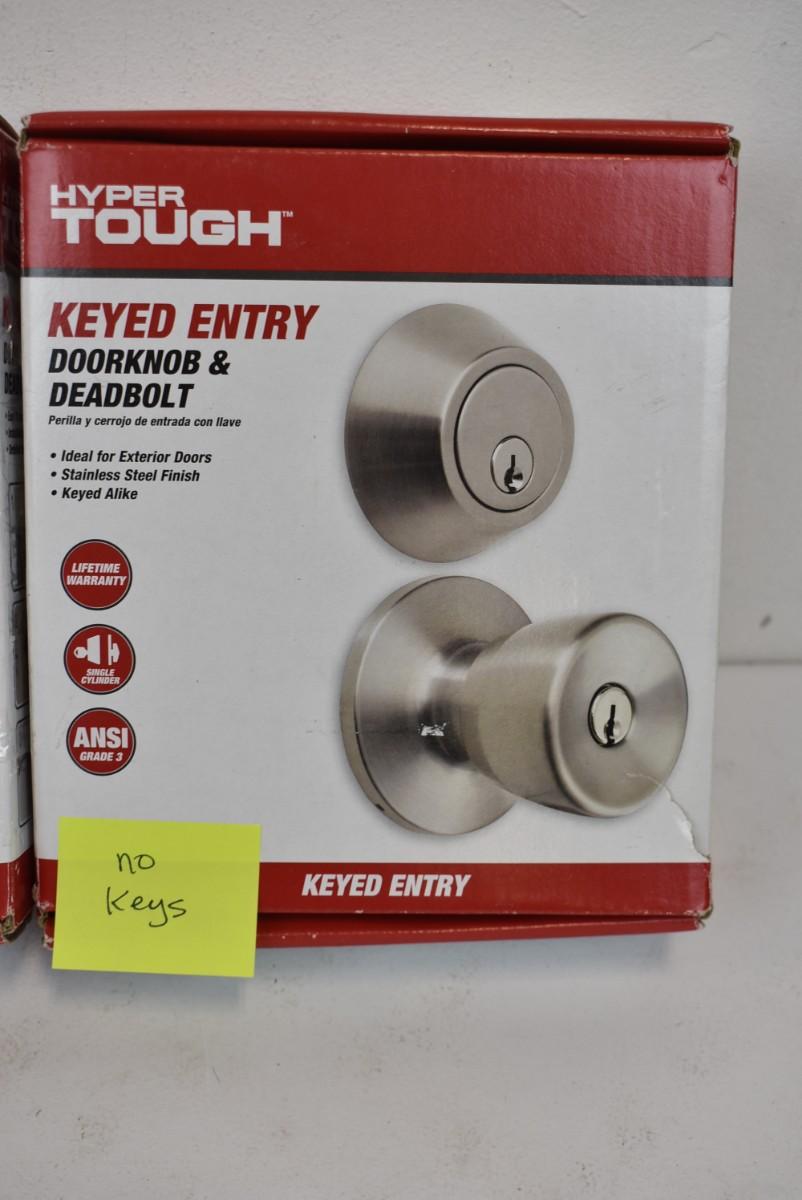 HYPER
TOUGH™
KEYED ENTRY
DOORKNOB &
DEADBOLT
Perilla y cerrojo de entrada con llave
• Ideal for Exterior Doors
• Stainless Steel Finish
• Keyed Alike
LIFETIME
WARRANTY
SINGLE
CYLINDER
ANSI
GRADE 3
KEYED ENTRY
no
Keys